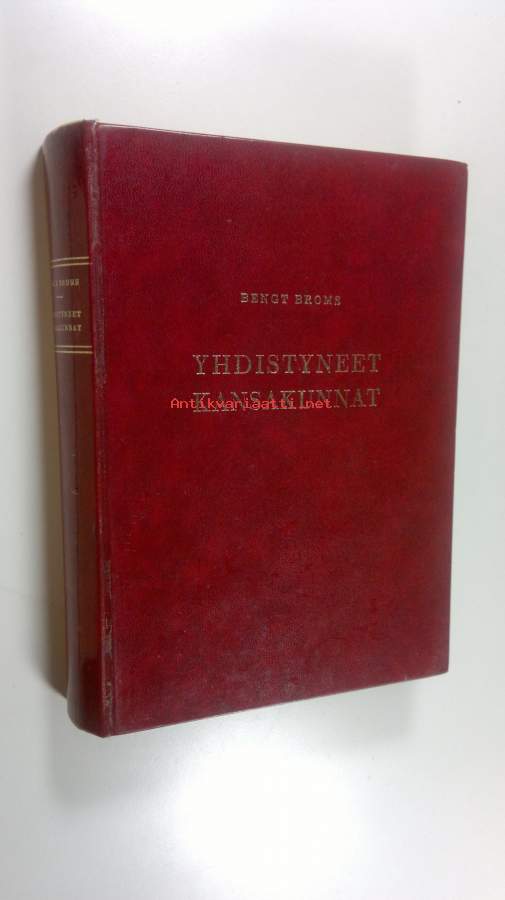 BENGT BROMS
YHDISTYNEET
KANSAKUNNAT
Antikvariaatti.net